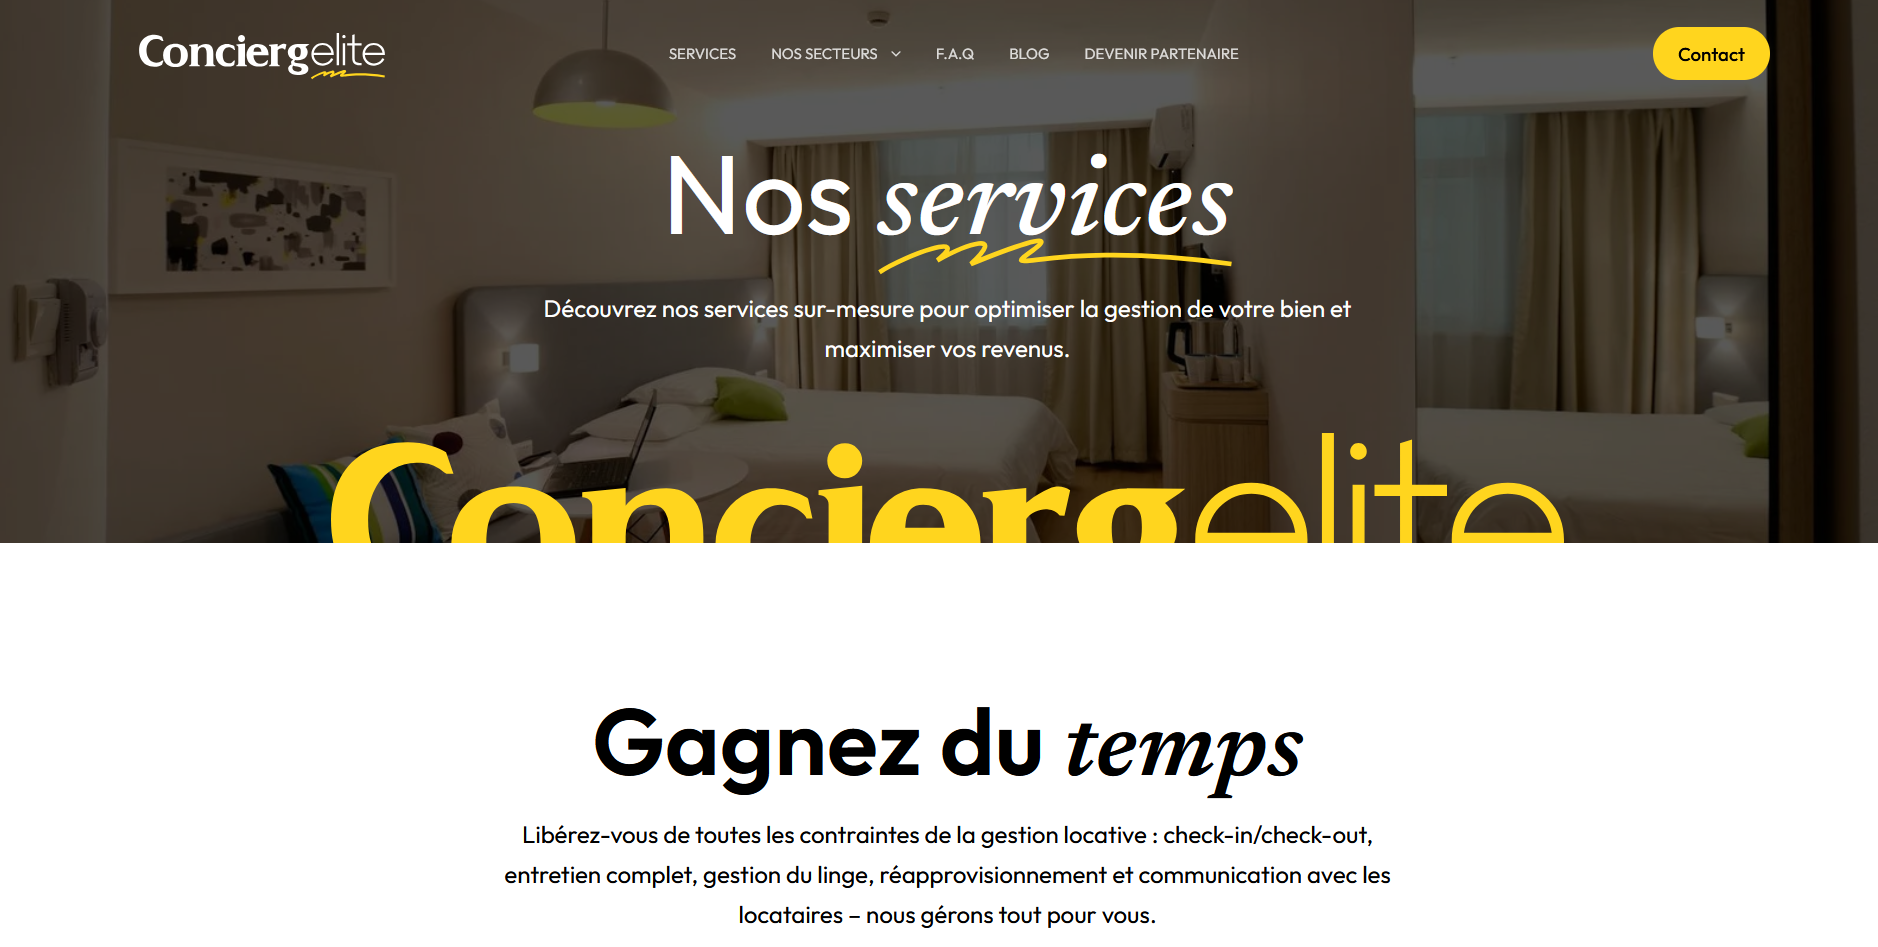 Conciergelite
SERVICES
NOS SECTEURS
F.A.Q
BLOG
DEVENIR PARTENAIRE
Contact
Nos services
Découvrez nos services sur-mesure pour optimiser la gestion de votre bien et
maximiser vos revenus.
Conciergelite
Gagnez du temps
Libérez-vous de toutes les contraintes de la gestion locative : check-in/check-out,
entretien complet, gestion du linge, réapprovisionnement et communication avec les
locataires – nous gérons tout pour vous.